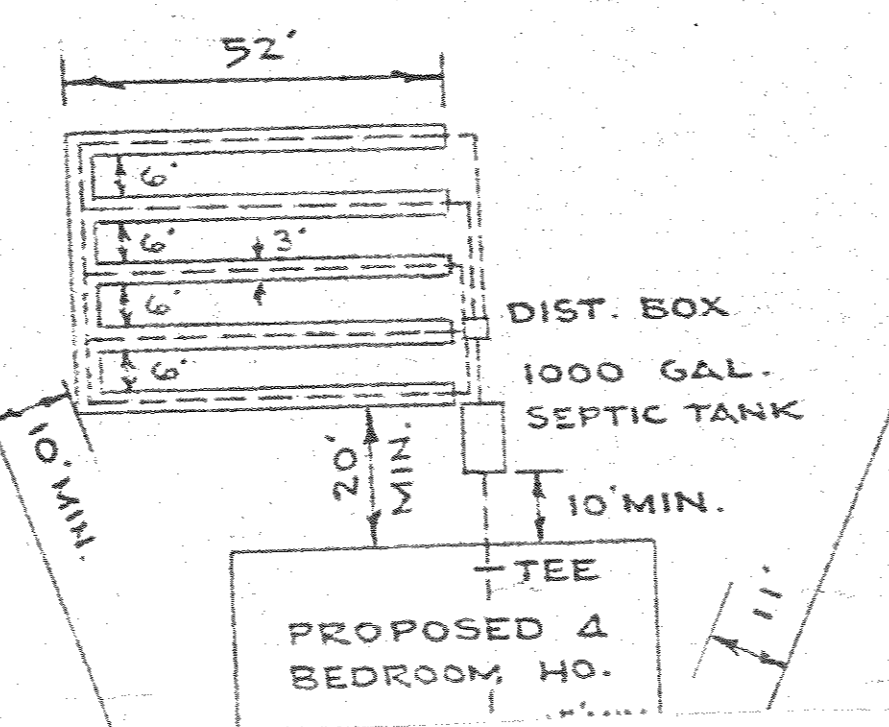 52'
6'
6'
3'
6'
6'
DIST. BOX
1000 GAL.
SEPTIC TANK
10' MIN.
20'
MIN.
10' MIN.
TEE
11'
PROPOSED 4
BEDROOM HO.